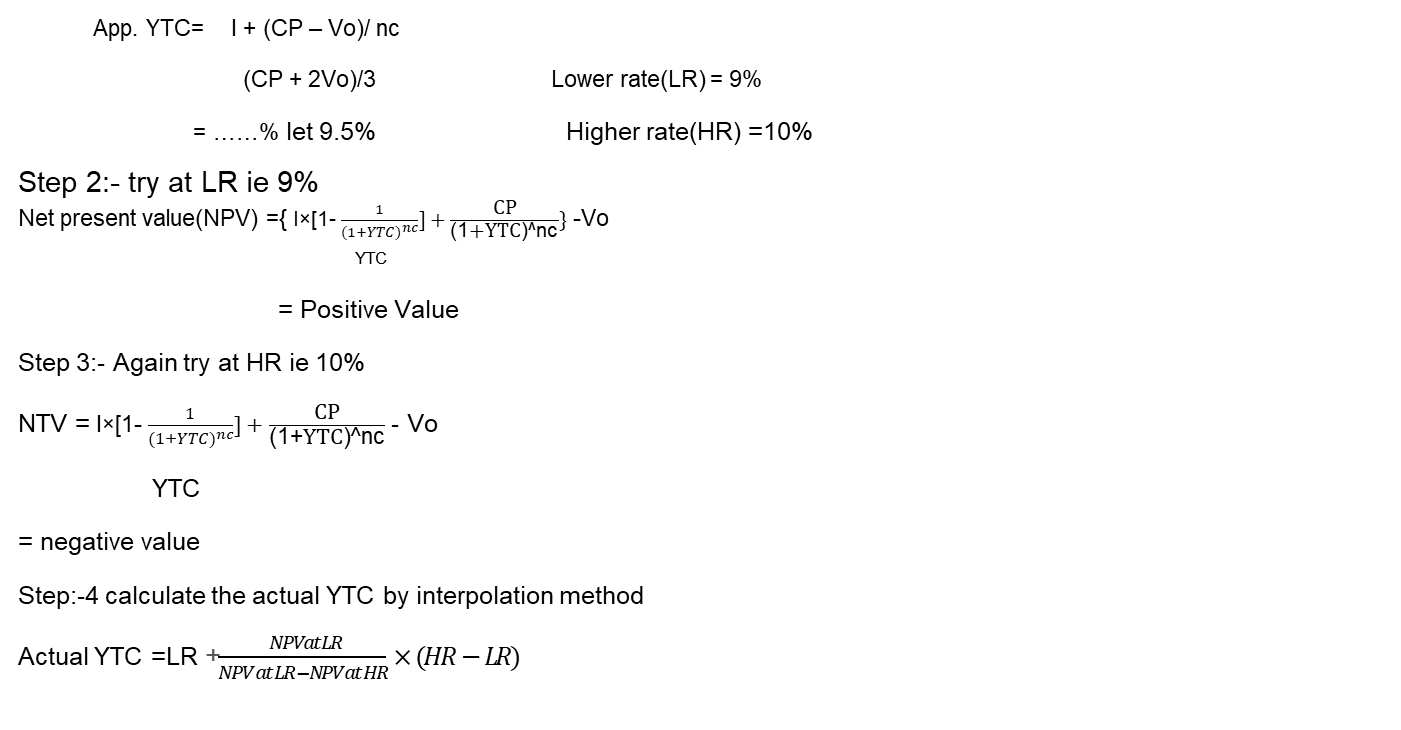 App. YTC= I + (CP – Vo)/ nc
(CP + 2Vo)/3 Lower rate(LR) = 9%
= ……% let 9.5% Higher rate(HR) =10%
Step 2:- try at LR ie 9%
Net present value(NPV) ={ I×[1- 1/(1+YTC)^nc] + CP/(1+YTC)^nc} -Vo
YTC
= Positive Value
Step 3:- Again try at HR ie 10%
NTV = I×[1- 1/(1+YTC)^nc] + CP/(1+YTC)^nc - Vo
YTC
= negative value
Step:-4 calculate the actual YTC by interpolation method
Actual YTC =LR + NPVatLR/NPVatLR−NPVatHR × (HR − LR)